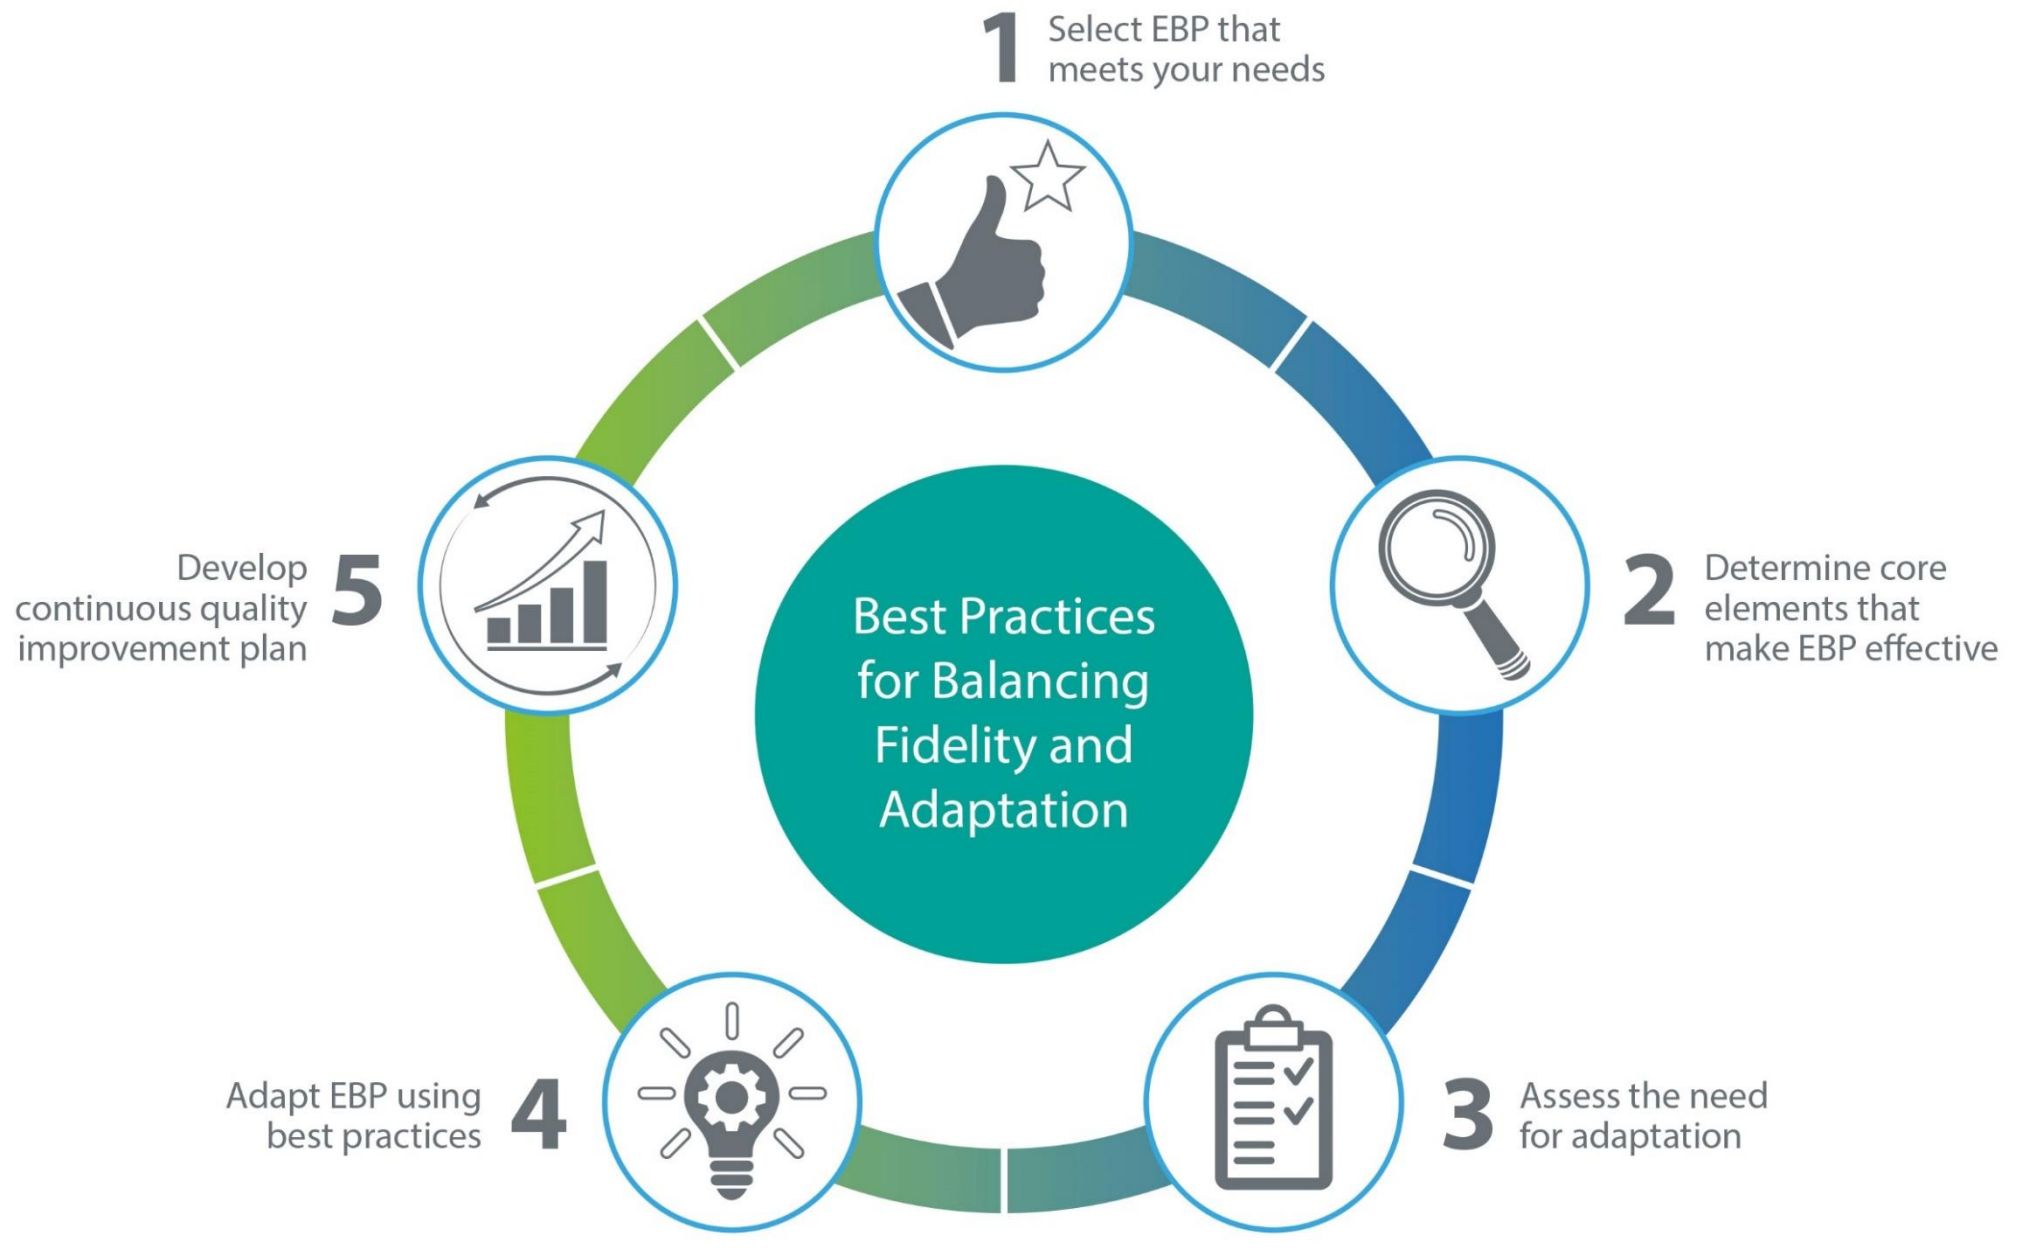 1
Select EBP that
meets your needs
2
Determine core
elements that
make EBP effective
3
Assess the need
for adaptation
4
Adapt EBP using
best practices
5
Develop
continuous quality
improvement plan
Best Practices
for Balancing
Fidelity and
Adaptation